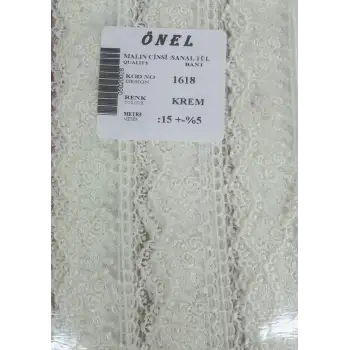 ÖNEL
MALIN CİNSİ :SANAL TÜL
QUALITY BANT
KOD NO 1618
DESIGN
RENK KREM
COLOUR
METRE :15 +-%5